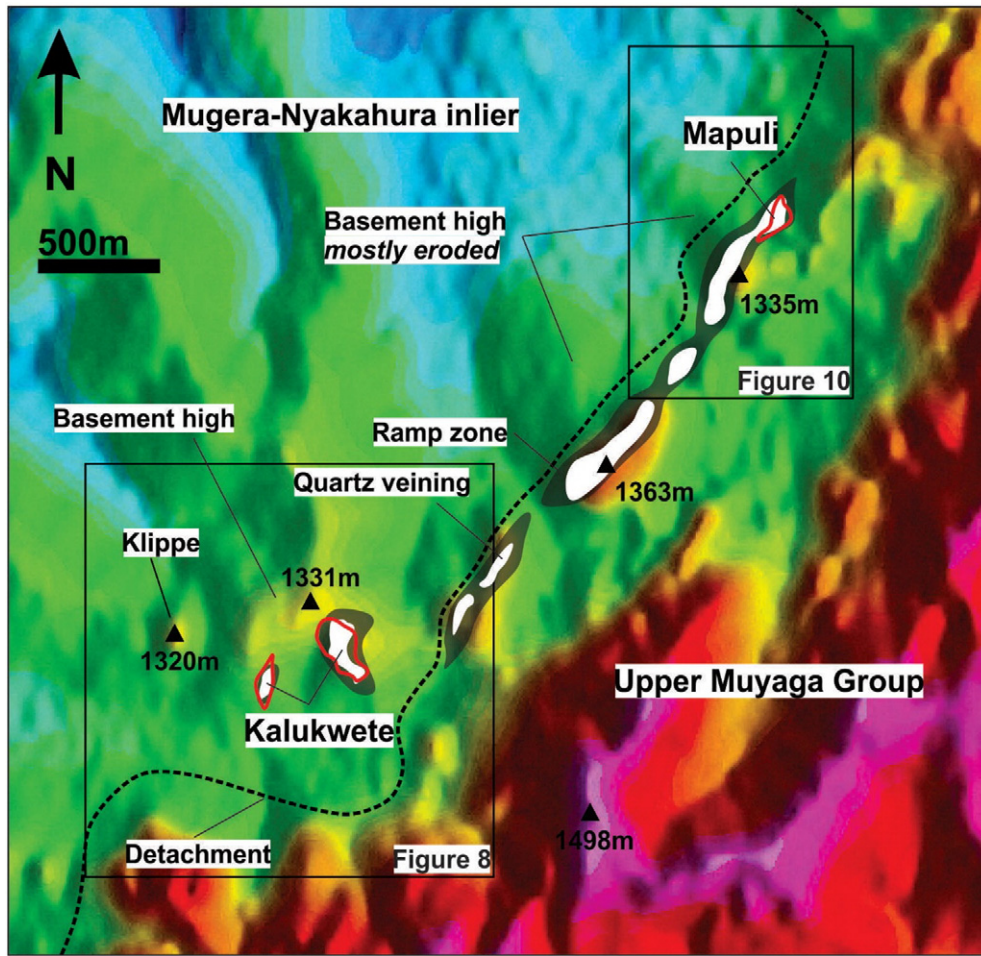 N
500m
Mugera-Nyakahura inlier
Mapuli
Basement high
mostly eroded
1335m
Figure 10
Basement high
Ramp zone
Quartz veining
1363m
Klippe
1331m
1320m
Kalukwete
Upper Muyaga Group
1498m
Detachment
Figure 8